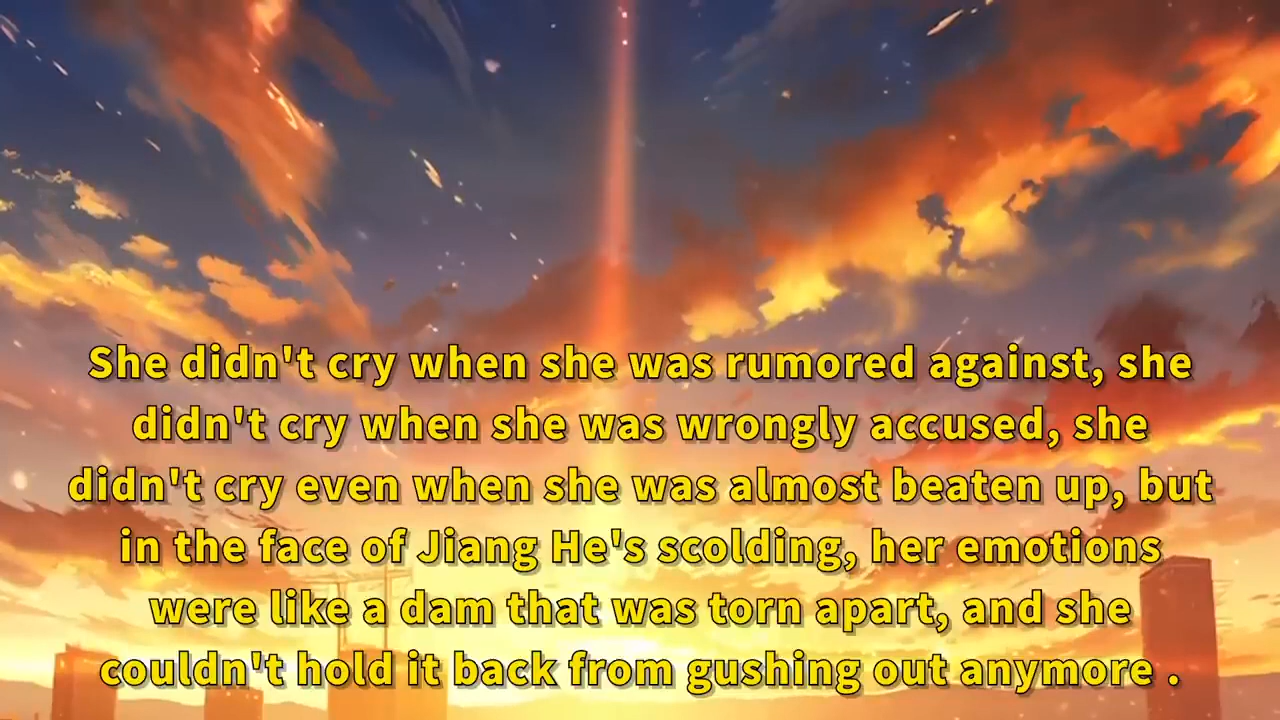 She didn't cry when she was rumored against, she
didn't cry when she was wrongly accused, she
didn't cry even when she was almost beaten up, but
in the face of Jiang He's scolding, her emotions
were like a dam that was torn apart, and she
couldn't hold it back from gushing out anymore .